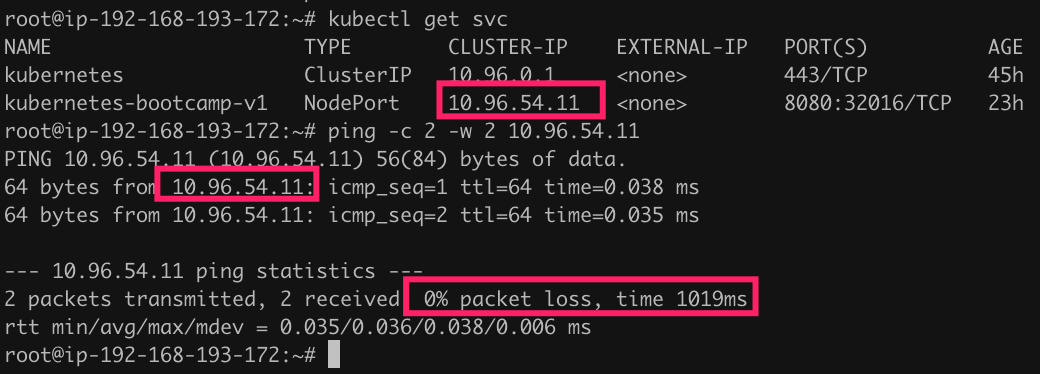 root@ip-192-168-193-172:~# kubectl get svc
NAME                     TYPE        CLUSTER-IP    EXTERNAL-IP   PORT(S)          AGE
kubernetes               ClusterIP   10.96.0.1     <none>        443/TCP          45h
kubernetes-bootcamp-v1   NodePort    10.96.54.11   <none>        8080:32016/TCP   23h
root@ip-192-168-193-172:~# ping -c 2 -w 2 10.96.54.11
PING 10.96.54.11 (10.96.54.11) 56(84) bytes of data.
64 bytes from 10.96.54.11: icmp_seq=1 ttl=64 time=0.038 ms
64 bytes from 10.96.54.11: icmp_seq=2 ttl=64 time=0.035 ms

--- 10.96.54.11 ping statistics ---
2 packets transmitted, 2 received, 0% packet loss, time 1019ms
rtt min/avg/max/mdev = 0.035/0.036/0.038/0.006 ms
root@ip-192-168-193-172:~#